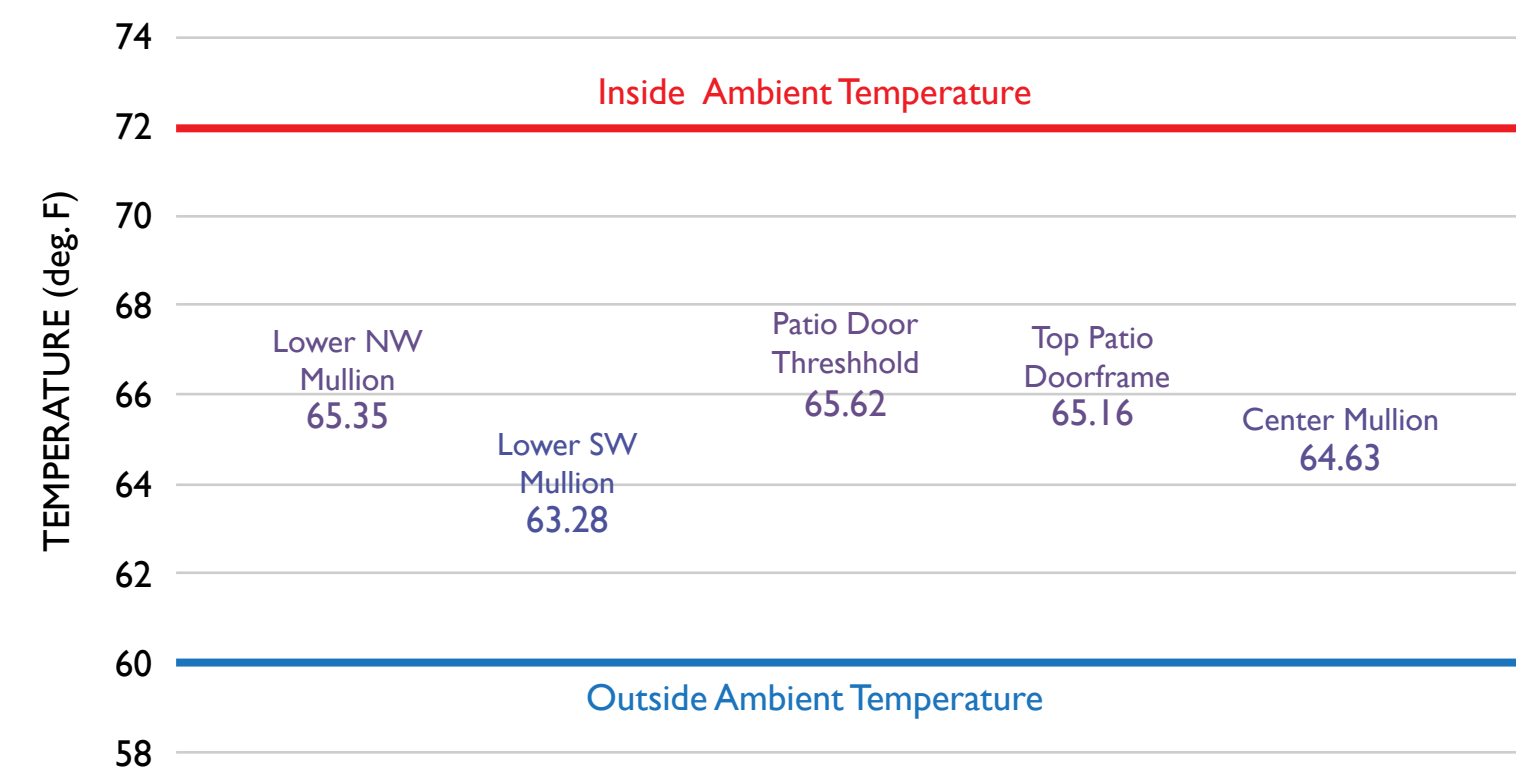 TEMPERATURE (deg. F)
74
72
70
68
66
64
62
60
58
Inside Ambient Temperature
Lower NW
Mullion
65.35
Lower SW
Mullion
63.28
Patio Door
Threshhold
65.62
Top Patio
Doorframe
65.16
Center Mullion
64.63
Outside Ambient Temperature